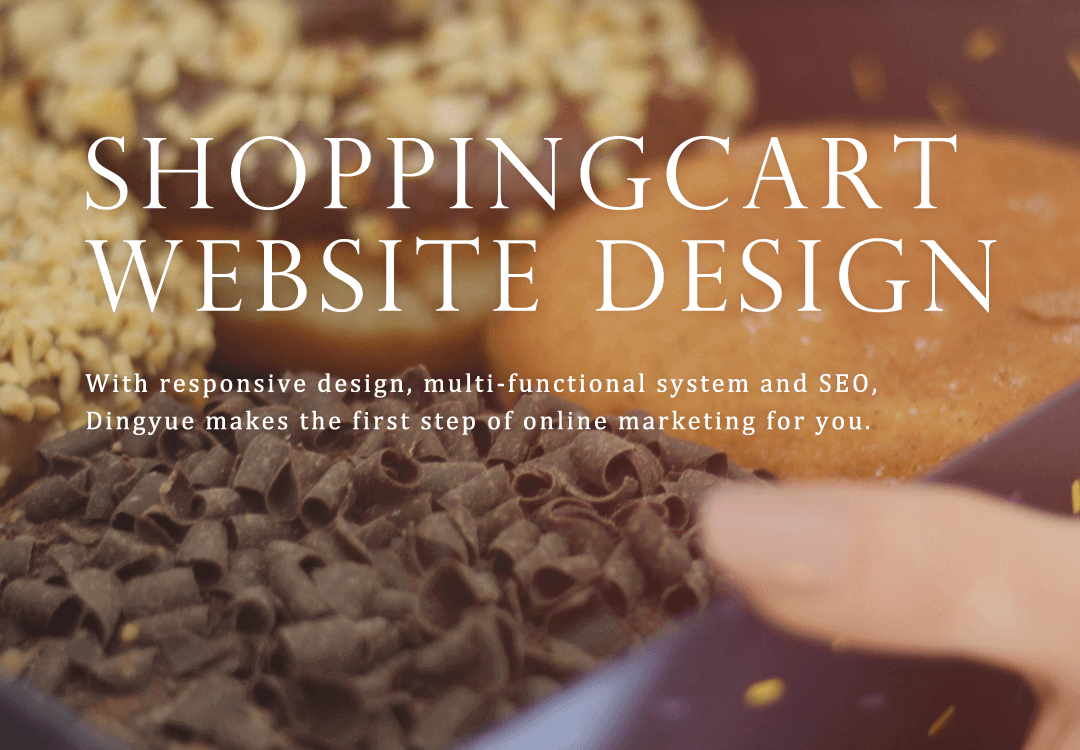 SHOPPINGCART
WEBSITE DESIGN
With responsive design, multi-functional system and SEO,
Dingyue makes the first step of online marketing for you.